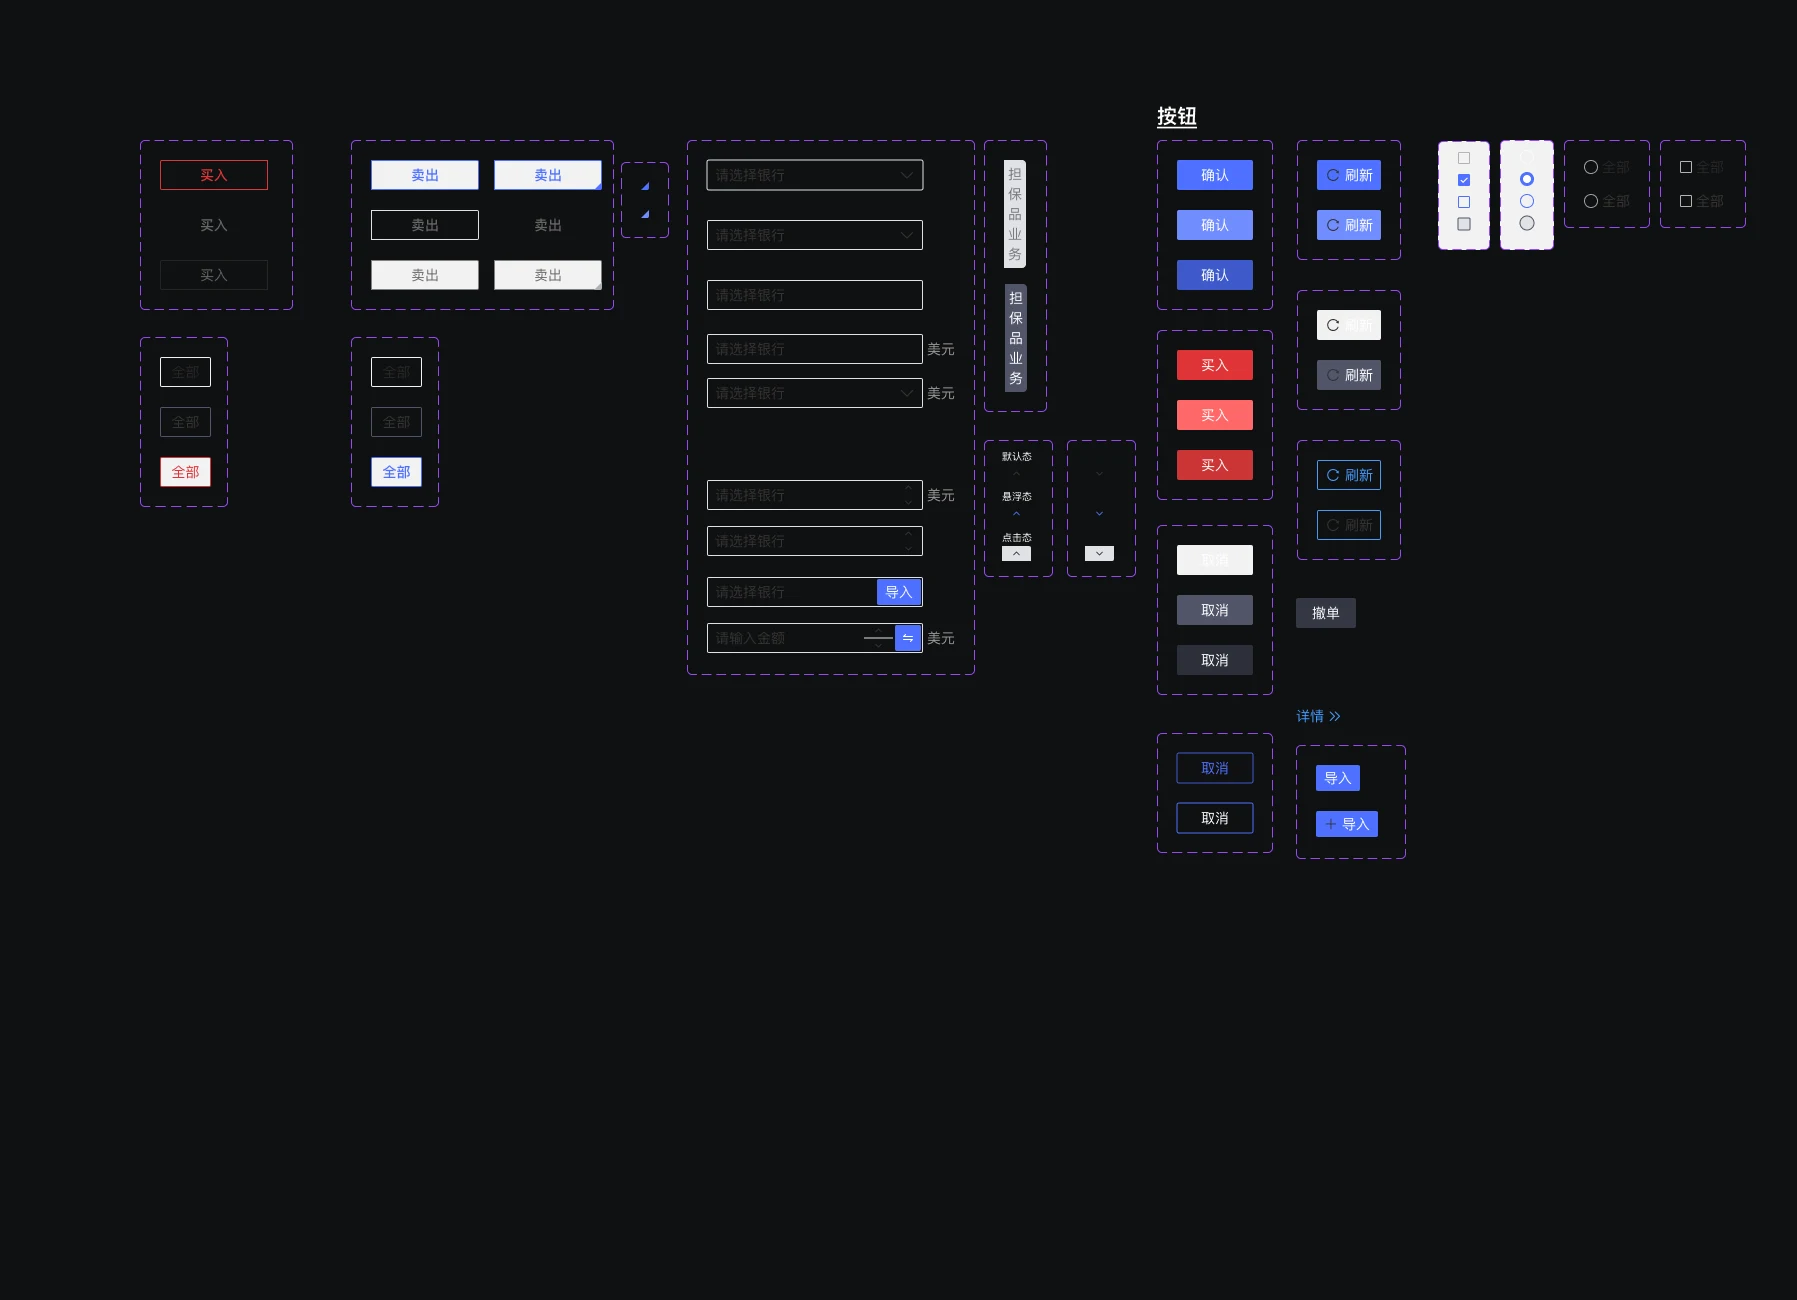 按钮
买入
买入
买入
全部
全部
全部
卖出
卖出
卖出
卖出
卖出
卖出
全部
全部
全部
请选择银行
请选择银行
请选择银行
请选择银行 美元
请选择银行 美元
请选择银行 美元
请选择银行
请选择银行 导入
请输入金额 美元
担保品业务
担保品业务
默认态
悬浮态
点击态
确认
确认
确认
买入
买入
买入
取消
取消
取消
取消
取消
刷新
刷新
刷新
刷新
刷新
刷新
撤单
详情
导入
导入
全部
全部
全部
全部